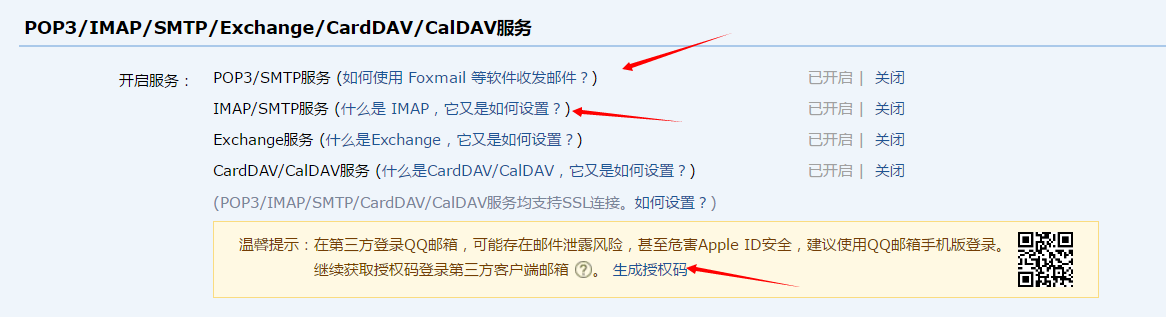 POP3/IMAP/SMTP/Exchange/CardDAV/CalDAV服务
开启服务： POP3/SMTP服务 (如何使用 Foxmail 等软件收发邮件？) 已开启 | 关闭
IMAP/SMTP服务 (什么是 IMAP，它又是如何设置？) 已开启 | 关闭
Exchange服务 (什么是Exchange，它又是如何设置？) 已开启 | 关闭
CardDAV/CalDAV服务 (什么是CardDAV/CalDAV，它又是如何设置？) 已开启 | 关闭
(POP3/IMAP/SMTP/CardDAV/CalDAV服务均支持SSL连接。如何设置？)
温馨提示：在第三方登录QQ邮箱，可能存在邮件泄露风险，甚至危害Apple ID安全，建议使用QQ邮箱手机版登录。
继续获取授权码登录第三方客户端邮箱 ?。 生成授权码